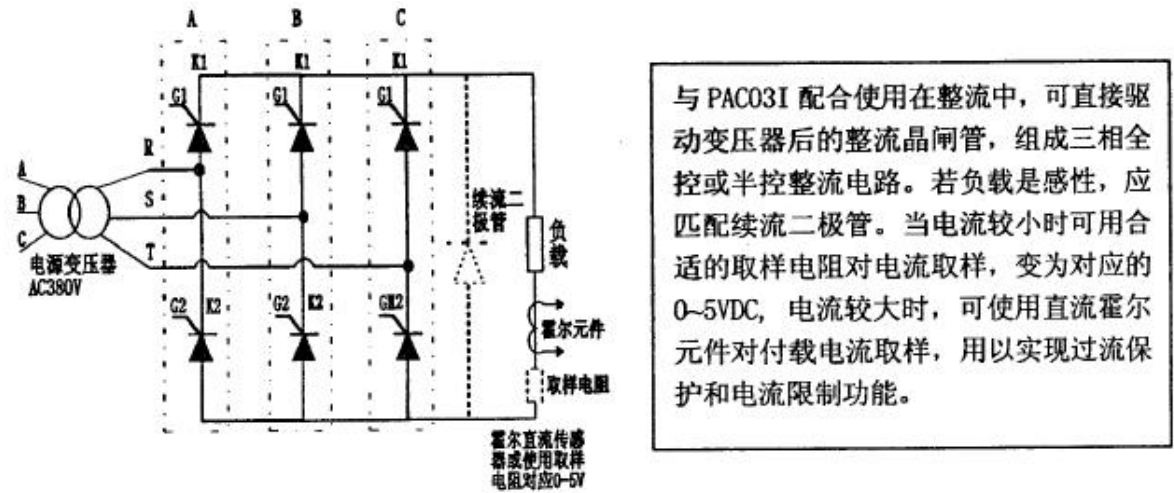 A
B
C
K1
K1
K1
G1
G1
G1
A
B
C
R
S
T
电源变压器
AC380V
续流二
极管
负
载
G2
K2
G2
K2
GK2
霍尔元件
取样电阻
霍尔直流传感
器或使用取样
电阻对应0-5V
与 PAC03I 配合使用在整流中，可直接驱
动变压器后的整流晶闸管，组成三相全
控或半控整流电路。若负载是感性，应
匹配续流二极管。当电流较小时可用合
适的取样电阻对电流取样，变为对应的
0~5VDC, 电流较大时，可使用直流霍尔
元件对付载电流取样，用以实现过流保
护和电流限制功能。